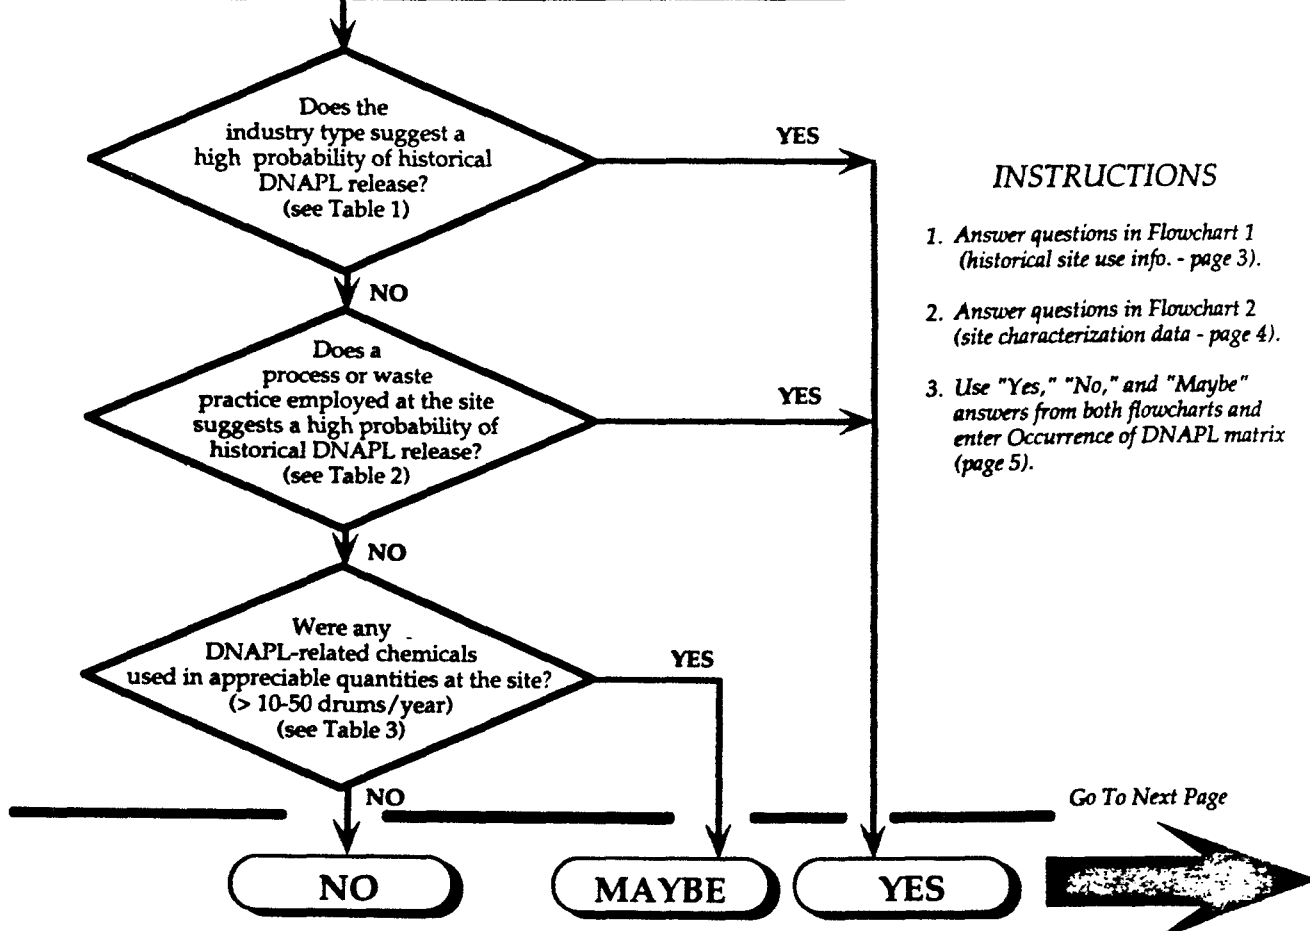 Does the
industry type suggest a
high probability of historical
DNAPL release?
(see Table 1)
YES
NO
Does a
process or waste
practice employed at the site
suggests a high probability of
historical DNAPL release?
(see Table 2)
YES
NO
Were any
DNAPL-related chemicals
used in appreciable quantities at the site?
(> 10-50 drums/year)
(see Table 3)
YES
NO
NO
MAYBE
YES
INSTRUCTIONS
1. Answer questions in Flowchart 1
(historical site use info. - page 3).
2. Answer questions in Flowchart 2
(site characterization data - page 4).
3. Use "Yes," "No," and "Maybe"
answers from both flowcharts and
enter Occurrence of DNAPL matrix
(page 5).
Go To Next Page